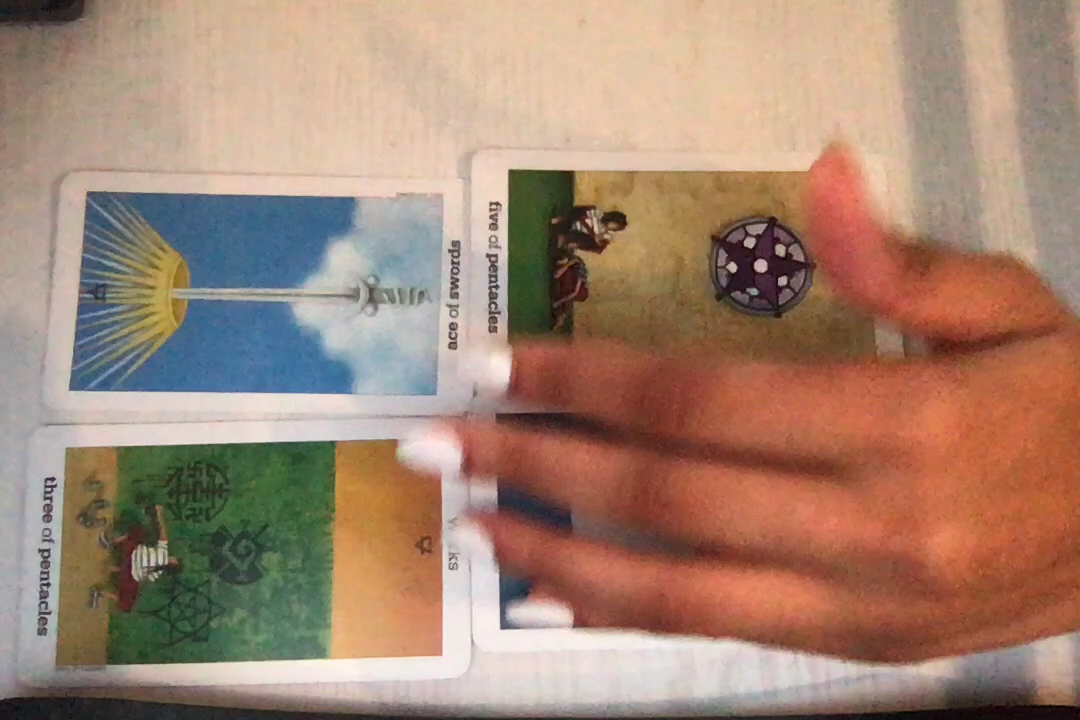 ace of swords
five of pentacles
three of pentacles